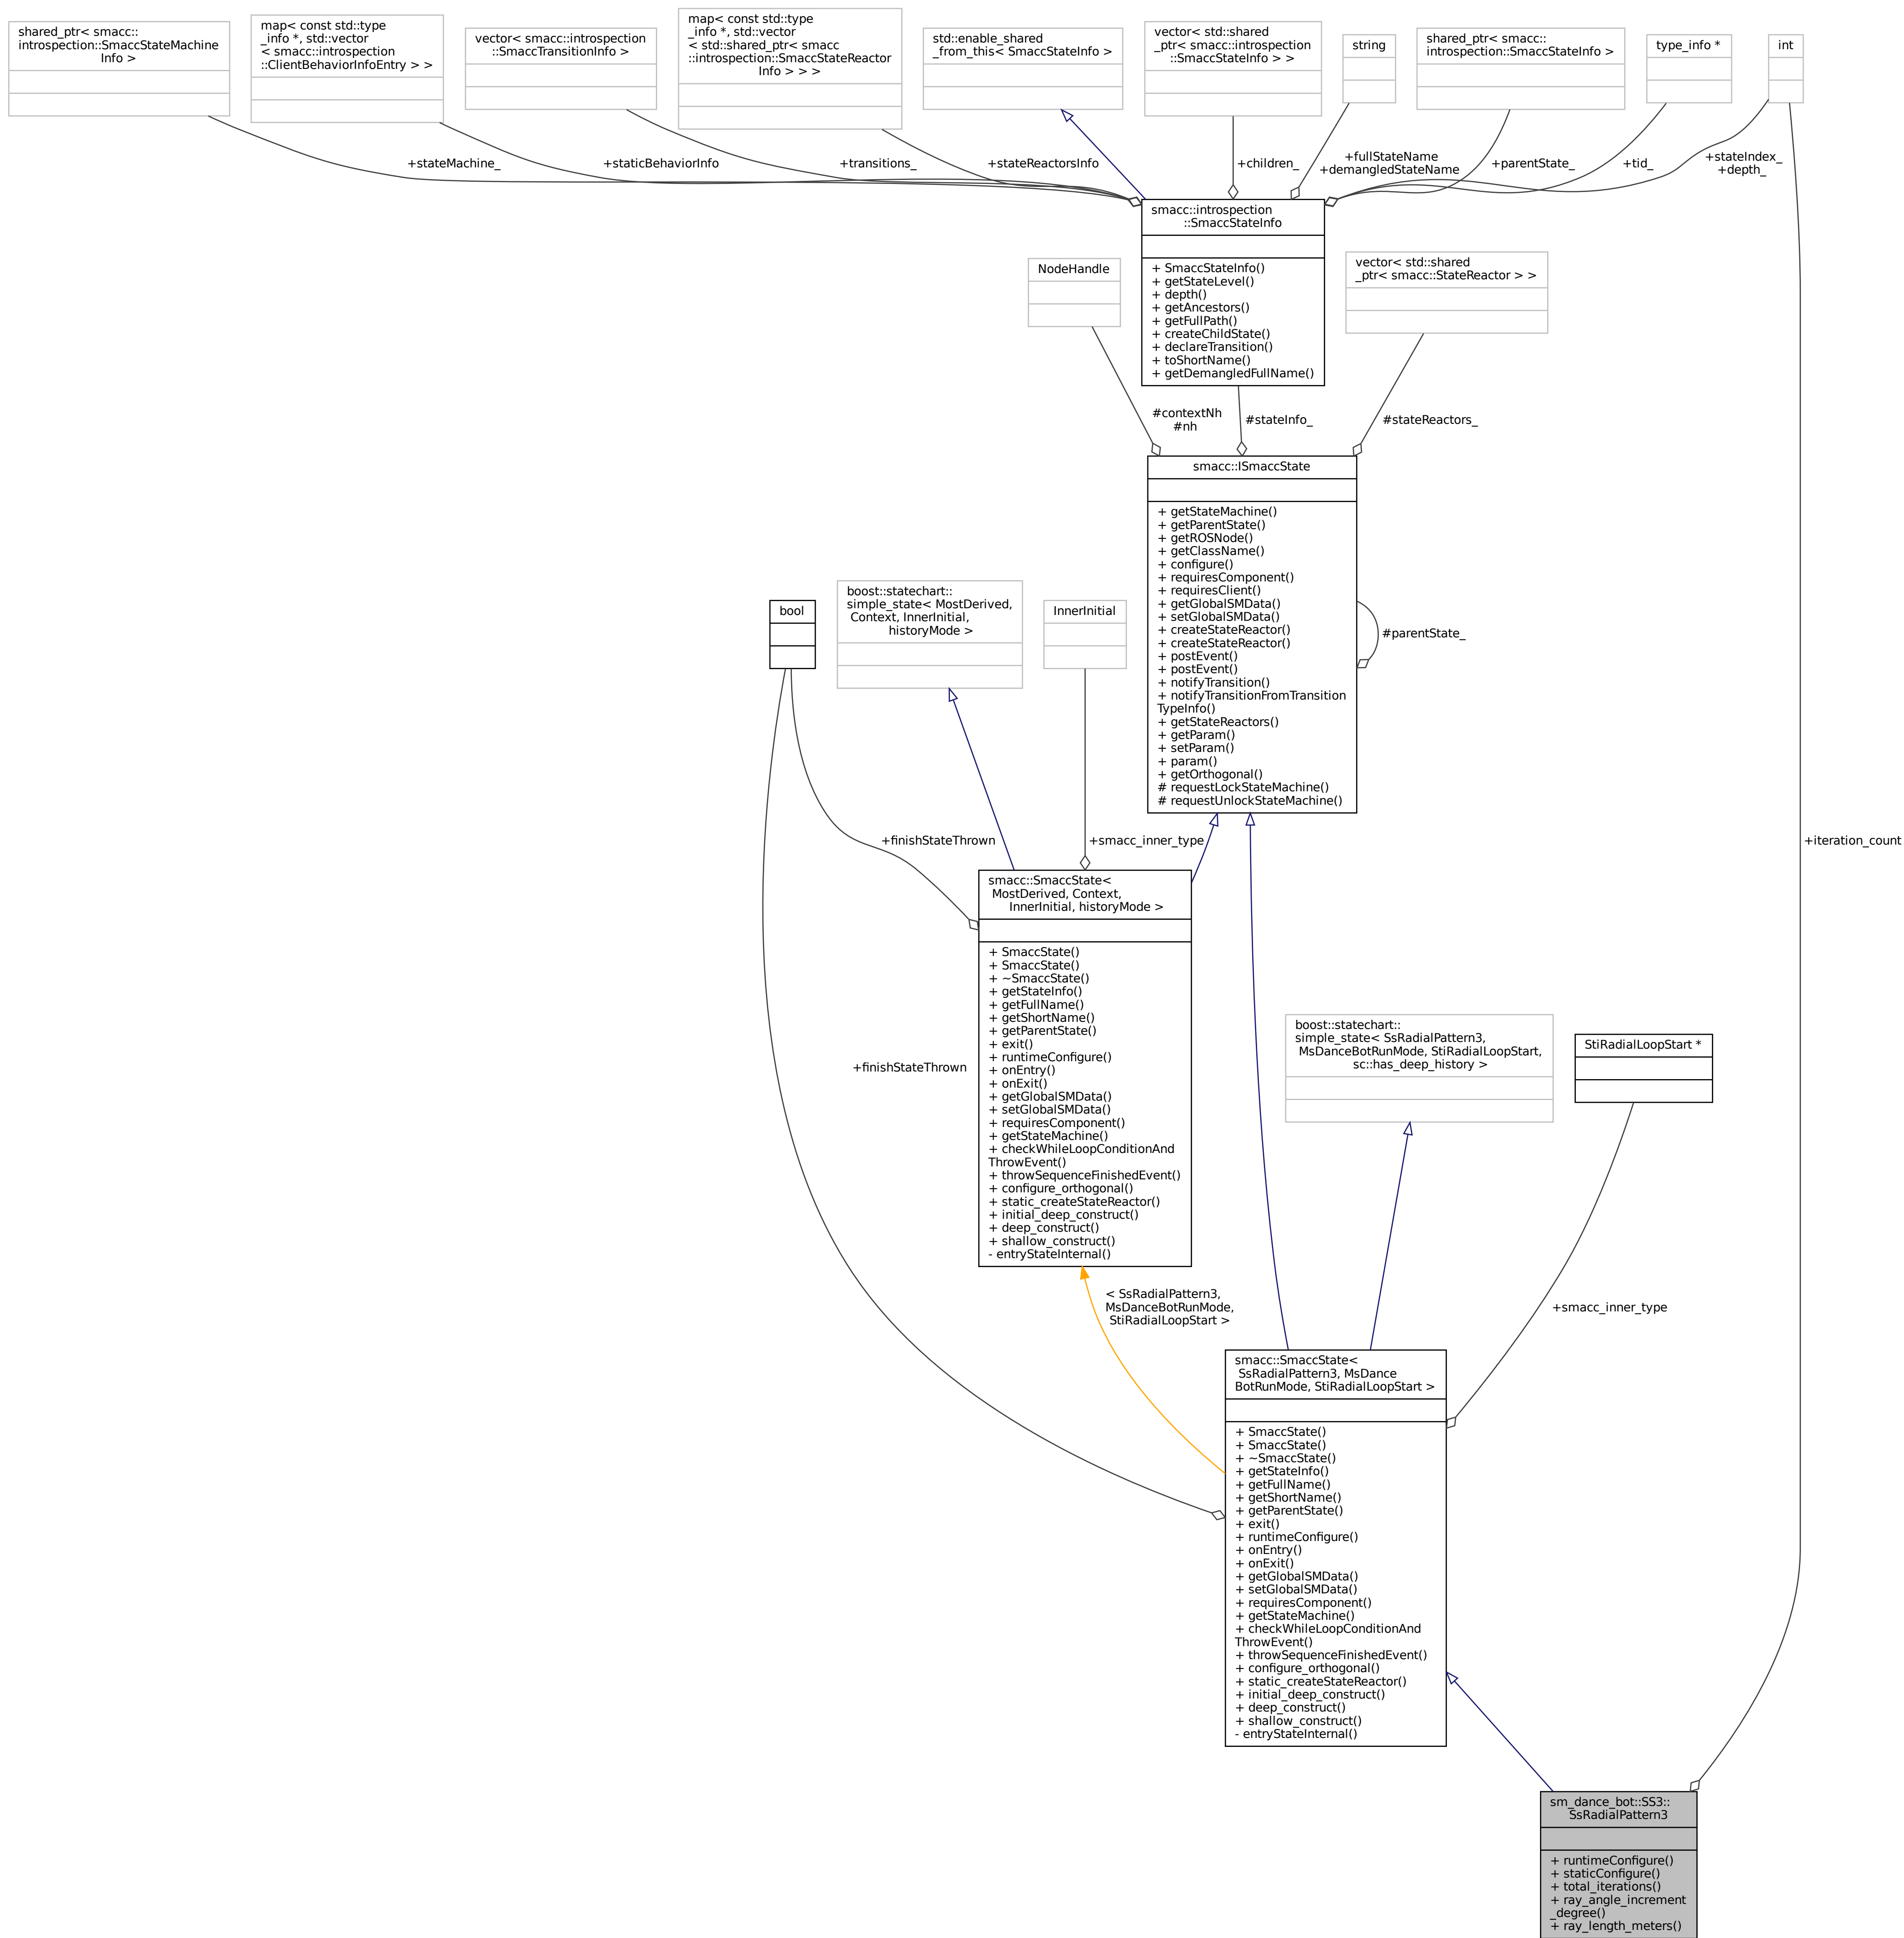 shared_ptr< smacc::
introspection::SmaccStateMachine
Info >
map< const std::type
_info *, std::vector
< smacc::introspection
::ClientBehaviorInfoEntry > >
vector< smacc::introspection
::SmaccTransitionInfo >
map< const std::type
_info *, std::vector
< std::shared_ptr< smacc
::introspection::SmaccStateReactor
Info > > >
std::enable_shared
_from_this< SmaccStateInfo >
vector< std::shared
_ptr< smacc::introspection
::SmaccStateInfo > >
string
shared_ptr< smacc::
introspection::SmaccStateInfo >
type_info *
int
+stateMachine_
+staticBehaviorInfo
+transitions_
+stateReactorsInfo
+children_
+fullStateName
+demangledStateName
+parentState_
+tid_
+stateIndex_
+depth_
smacc::introspection
::SmaccStateInfo
+ SmaccStateInfo()
+ getStateLevel()
+ depth()
+ getAncestors()
+ getFullPath()
+ createChildState()
+ declareTransition()
+ toShortName()
+ getDemangledFullName()
NodeHandle
vector< std::shared
_ptr< smacc::StateReactor > >
#contextNh
#nh
#stateInfo_
#stateReactors_
smacc::ISmaccState
+ getStateMachine()
+ getParentState()
+ getROSNode()
+ getClassName()
+ configure()
+ requiresComponent()
+ requiresClient()
+ getGlobalSMData()
+ setGlobalSMData()
+ createStateReactor()
+ createStateReactor()
+ postEvent()
+ postEvent()
+ notifyTransition()
+ notifyTransitionFromTransition
TypeInfo()
+ getStateReactors()
+ getParam()
+ setParam()
+ param()
+ getOrthogonal()
# requestLockStateMachine()
# requestUnlockStateMachine()
#parentState_
bool
boost::statechart::
simple_state< MostDerived,
Context, InnerInitial,
historyMode >
InnerInitial
+finishStateThrown
+smacc_inner_type
+iteration_count
smacc::SmaccState<
MostDerived, Context,
InnerInitial, historyMode >
+ SmaccState()
+ SmaccState()
+ ~SmaccState()
+ getStateInfo()
+ getFullName()
+ getShortName()
+ getParentState()
+ exit()
+ runtimeConfigure()
+ onEntry()
+ onExit()
+ getGlobalSMData()
+ setGlobalSMData()
+ requiresComponent()
+ getStateMachine()
+ checkWhileLoopConditionAnd
ThrowEvent()
+ throwSequenceFinishedEvent()
+ configure_orthogonal()
+ static_createStateReactor()
+ initial_deep_construct()
+ deep_construct()
+ shallow_construct()
- entryStateInternal()
+finishStateThrown
boost::statechart::
simple_state< SsRadialPattern3,
MsDanceBotRunMode, StiRadialLoopStart,
sc::has_deep_history >
StiRadialLoopStart *
< SsRadialPattern3,
MsDanceBotRunMode,
StiRadialLoopStart >
+smacc_inner_type
smacc::SmaccState<
SsRadialPattern3, MsDance
BotRunMode, StiRadialLoopStart >
+ SmaccState()
+ SmaccState()
+ ~SmaccState()
+ getStateInfo()
+ getFullName()
+ getShortName()
+ getParentState()
+ exit()
+ runtimeConfigure()
+ onEntry()
+ onExit()
+ getGlobalSMData()
+ setGlobalSMData()
+ requiresComponent()
+ getStateMachine()
+ checkWhileLoopConditionAnd
ThrowEvent()
+ throwSequenceFinishedEvent()
+ configure_orthogonal()
+ static_createStateReactor()
+ initial_deep_construct()
+ deep_construct()
+ shallow_construct()
- entryStateInternal()
sm_dance_bot::SS3::
SsRadialPattern3
+ runtimeConfigure()
+ staticConfigure()
+ total_iterations()
+ ray_angle_increment
_degree()
+ ray_length_meters()